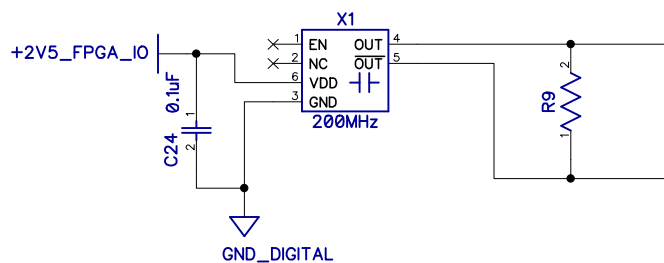 X1
+2V5_FPGA_IO
1 EN OUT 4
2 NC OUT 5
6 VDD
3 GND
200MHz
0.1uF
1
C24
2
2
R9
1
GND_DIGITAL